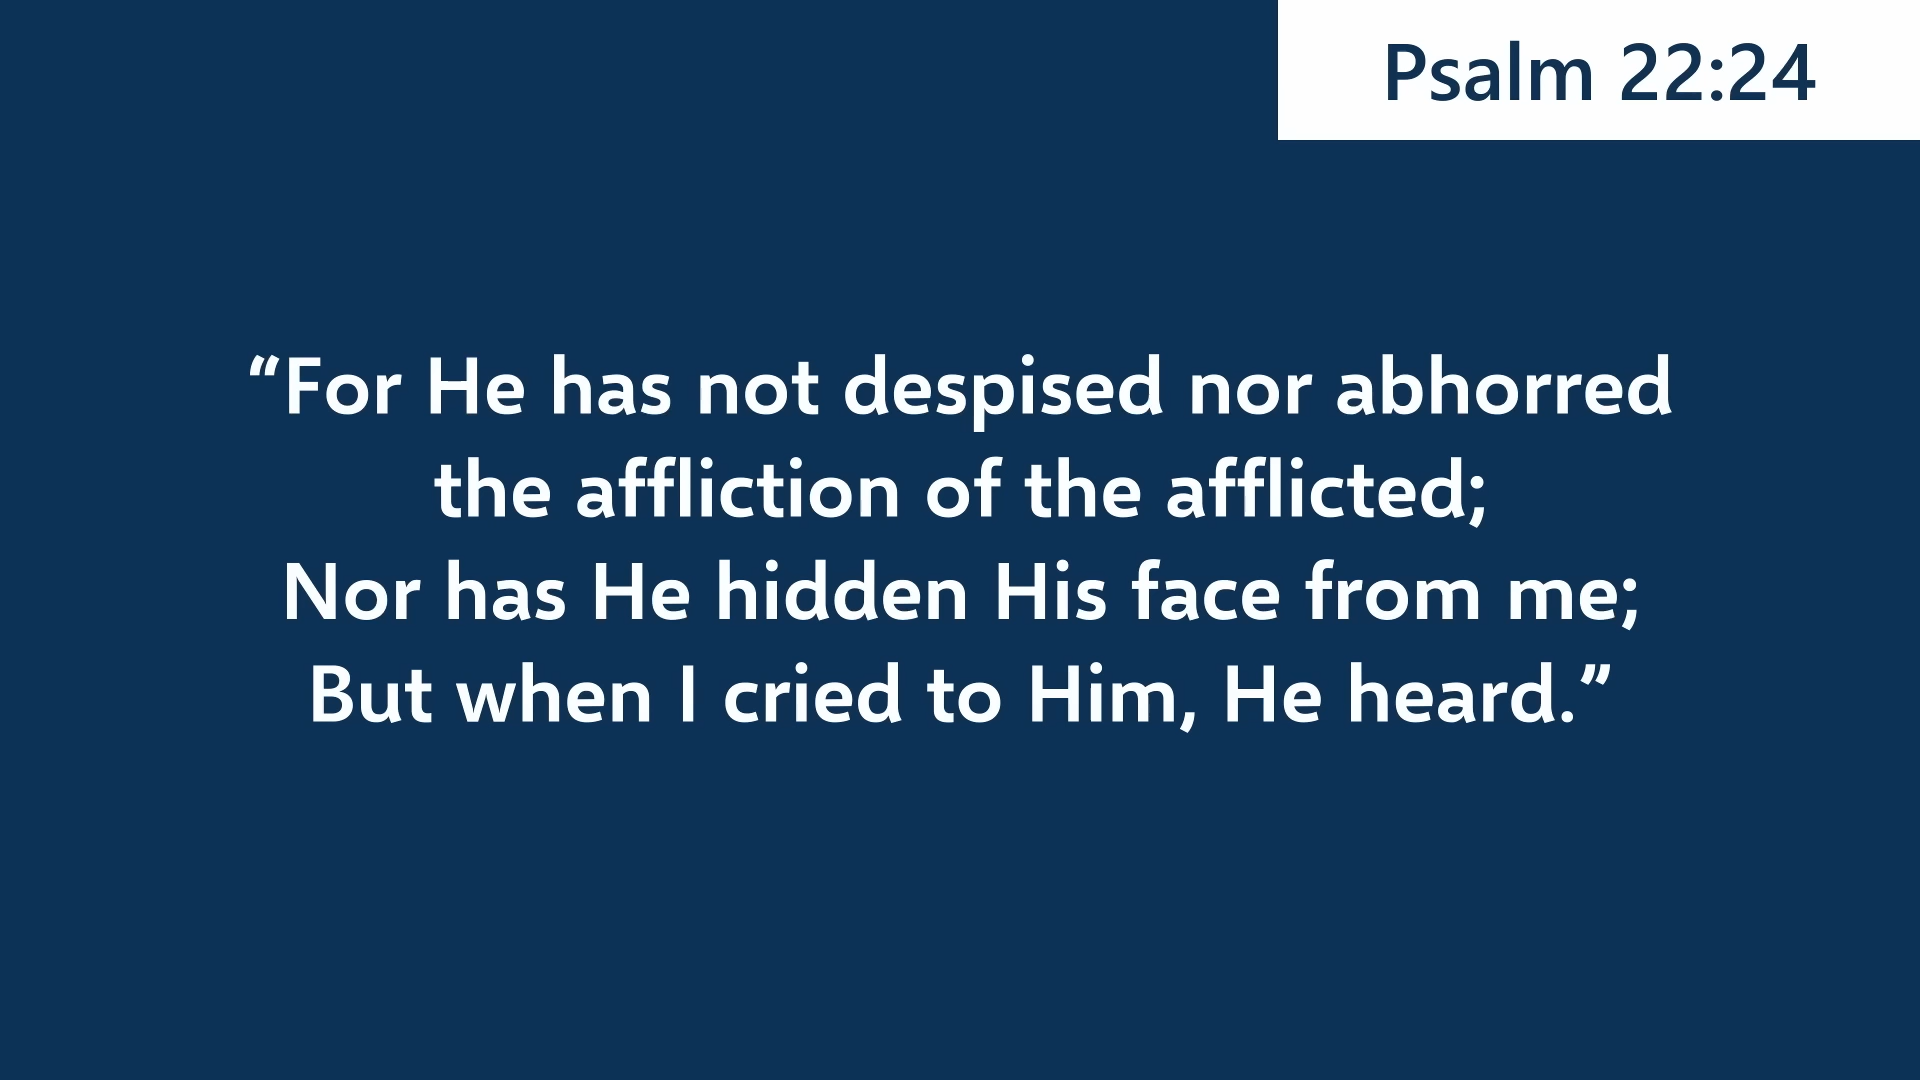 Psalm 22:24
“For He has not despised nor abhorred
the affliction of the afflicted;
Nor has He hidden His face from me;
But when I cried to Him, He heard.”